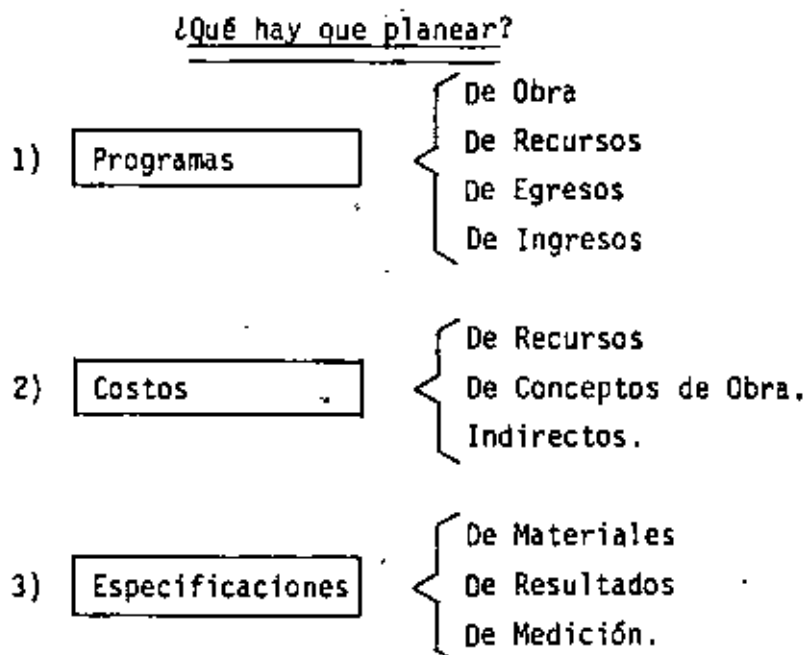 ¿Qué hay que planear?
1) Programas
De Obra
De Recursos
De Egresos
De Ingresos
2) Costos
De Recursos
De Conceptos de Obra.
Indirectos.
3) Especificaciones
De Materiales
De Resultados
De Medición.